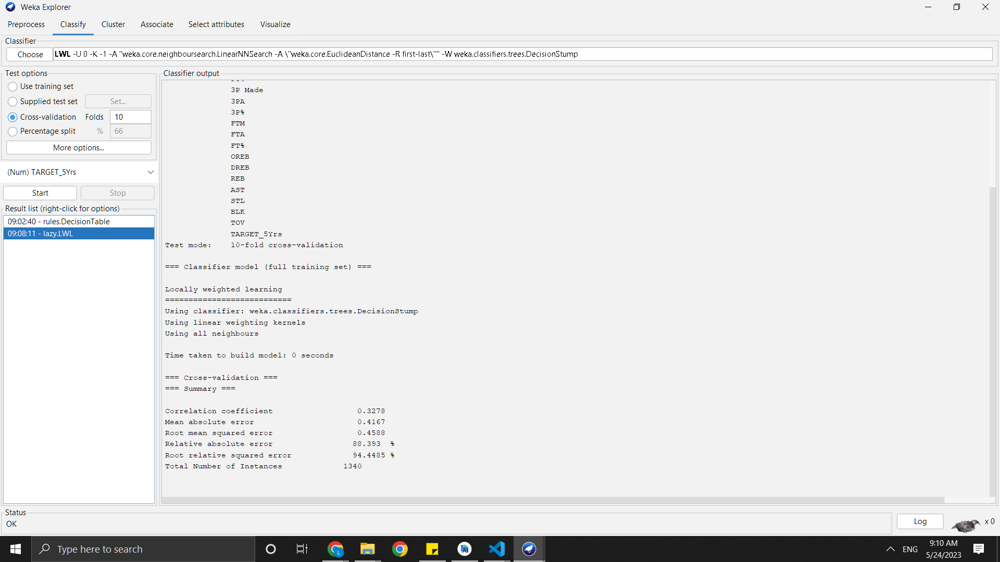 Weka Explorer
Preprocess Classify Cluster Associate Select attributes Visualize
Classifier
Choose LWL -U 0 -K -1 -A "weka.core.neighboursearch.LinearNNSearch -A \"weka.core.EuclideanDistance -R first-last\"" -W weka.classifiers.trees.DecisionStump
Test options
Use training set
Supplied test set Set...
Cross-validation Folds 10
Percentage split % 66
More options...
(Num) TARGET_5Yrs
Start Stop
Result list (right-click for options)
09:02:40 - rules.DecisionTable
09:08:11 - lazy.LWL
Classifier output
3P Made
3PA
3P%
FTM
FTA
FT%
OREB
DREB
REB
AST
STL
BLK
TOV
TARGET_5Yrs
Test mode: 10-fold cross-validation
=== Classifier model (full training set) ===
Locally weighted learning
===========================
Using classifier: weka.classifiers.trees.DecisionStump
Using linear weighting kernels
Using all neighbours
Time taken to build model: 0 seconds
=== Cross-validation ===
=== Summary ===
Correlation coefficient 0.3278
Mean absolute error 0.4167
Root mean squared error 0.4588
Relative absolute error 88.393 %
Root relative squared error 94.4485 %
Total Number of Instances 1340
Status
OK
Log x 0
Type here to search
L
ENG
9:10 AM
5/24/2023